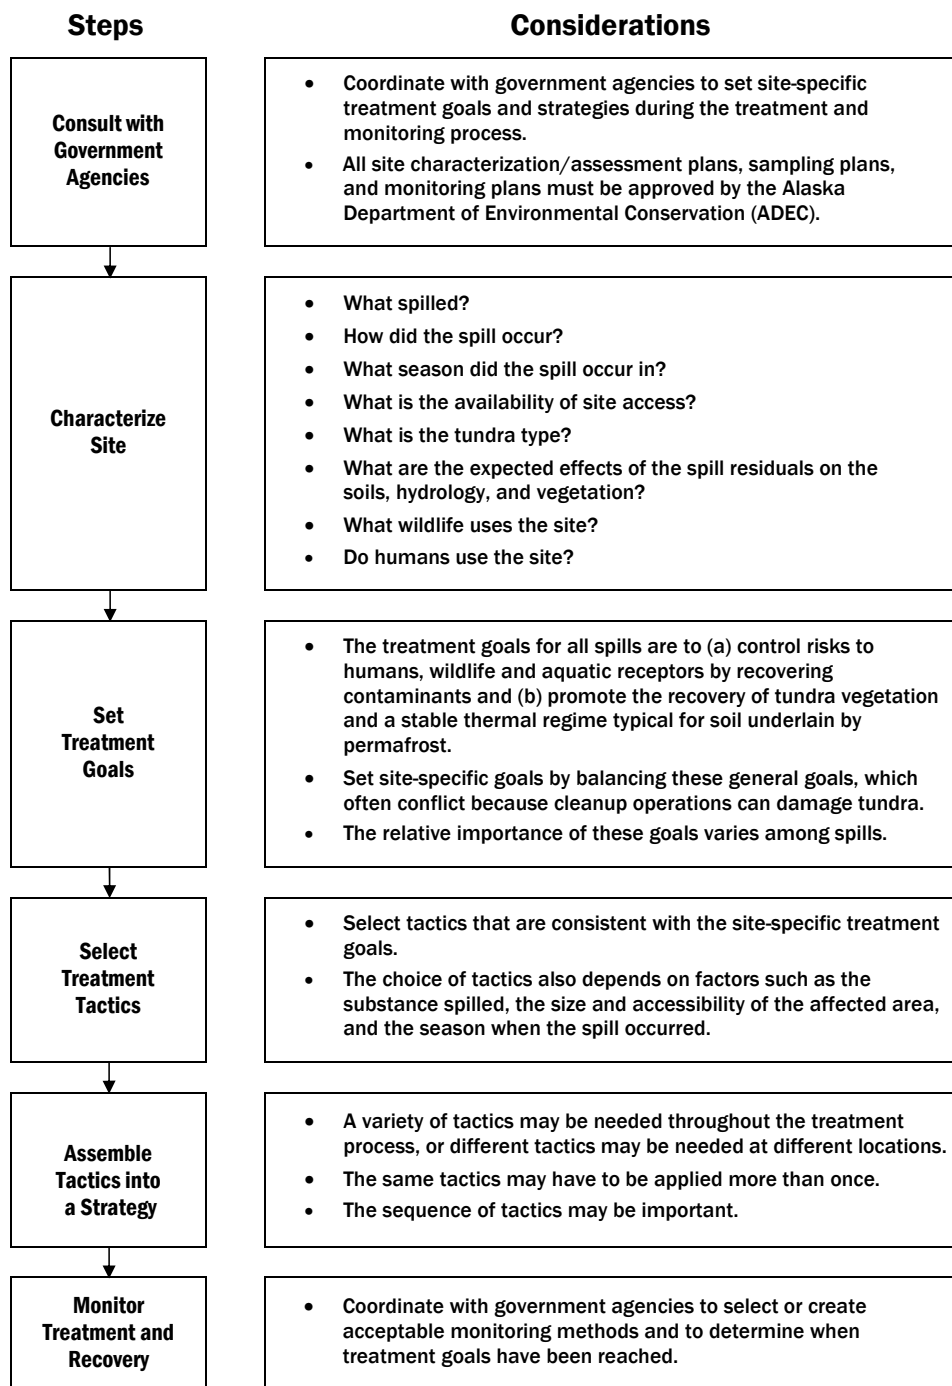 Steps
Considerations
Consult with
Government
Agencies
• Coordinate with government agencies to set site-specific
treatment goals and strategies during the treatment and
monitoring process.
• All site characterization/assessment plans, sampling plans,
and monitoring plans must be approved by the Alaska
Department of Environmental Conservation (ADEC).
Characterize
Site
• What spilled?
• How did the spill occur?
• What season did the spill occur in?
• What is the availability of site access?
• What is the tundra type?
• What are the expected effects of the spill residuals on the
soils, hydrology, and vegetation?
• What wildlife uses the site?
• Do humans use the site?
Set
Treatment
Goals
• The treatment goals for all spills are to (a) control risks to
humans, wildlife and aquatic receptors by recovering
contaminants and (b) promote the recovery of tundra vegetation
and a stable thermal regime typical for soil underlain by
permafrost.
• Set site-specific goals by balancing these general goals, which
often conflict because cleanup operations can damage tundra.
• The relative importance of these goals varies among spills.
Select
Treatment
Tactics
• Select tactics that are consistent with the site-specific treatment
goals.
• The choice of tactics also depends on factors such as the
substance spilled, the size and accessibility of the affected area,
and the season when the spill occurred.
Assemble
Tactics into
a Strategy
• A variety of tactics may be needed throughout the treatment
process, or different tactics may be needed at different locations.
• The same tactics may have to be applied more than once.
• The sequence of tactics may be important.
Monitor
Treatment and
Recovery
• Coordinate with government agencies to select or create
acceptable monitoring methods and to determine when
treatment goals have been reached.